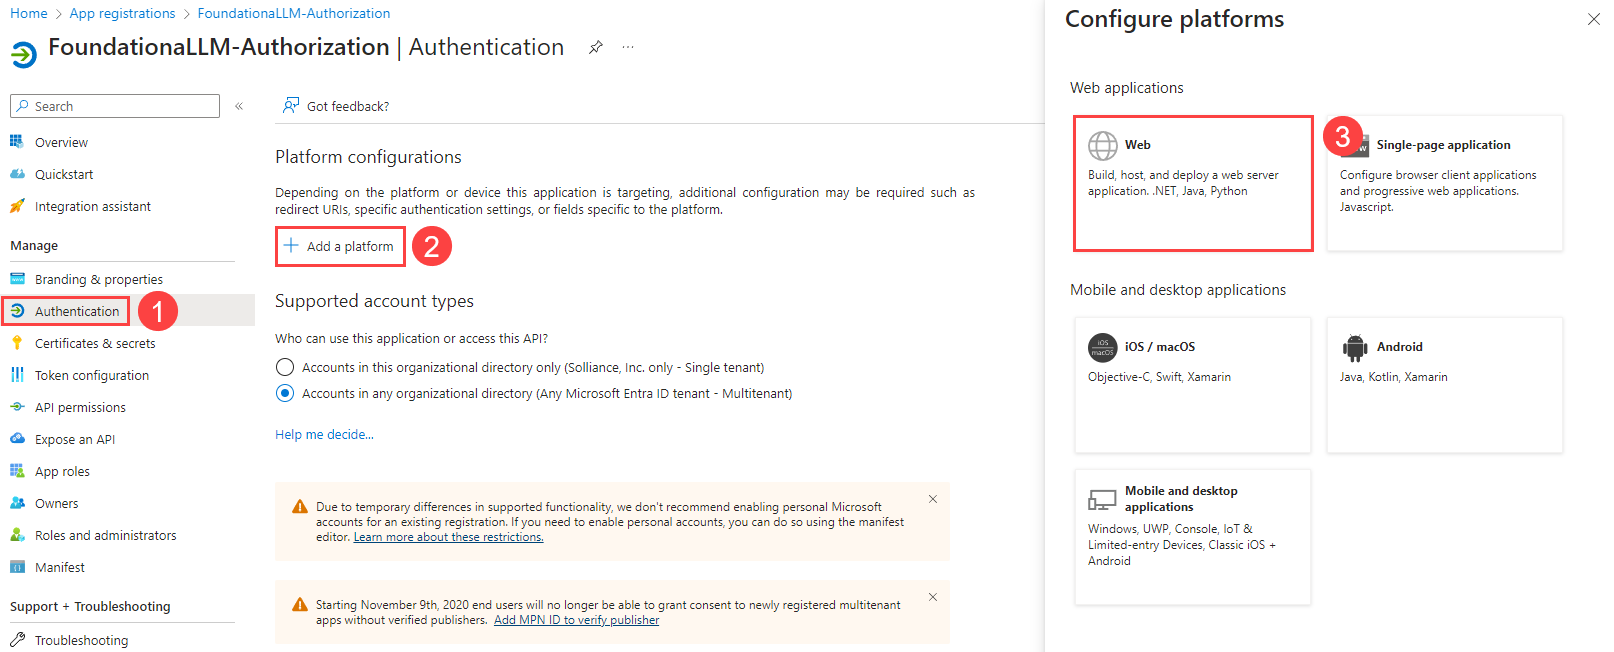 Home > App registrations > FoundationaLLM-Authorization
FoundationaLLM-Authorization | Authentication
Search
Overview
Quickstart
Integration assistant
Manage
Branding & properties
Authentication
1
Certificates & secrets
Token configuration
API permissions
Expose an API
App roles
Owners
Roles and administrators
Manifest
Support + Troubleshooting
Troubleshooting
Got feedback?
Platform configurations
Depending on the platform or device this application is targeting, additional configuration may be required such as
redirect URIs, specific authentication settings, or fields specific to the platform.
Add a platform
2
Supported account types
Who can use this application or access this API?
Accounts in this organizational directory only (Solliance, Inc. only - Single tenant)
Accounts in any organizational directory (Any Microsoft Entra ID tenant - Multitenant)
Help me decide...
Due to temporary differences in supported functionality, we don't recommend enabling personal Microsoft
accounts for an existing registration. If you need to enable personal accounts, you can do so using the manifest
editor. Learn more about these restrictions.
Starting November 9th, 2020 end users will no longer be able to grant consent to newly registered multitenant
apps without verified publishers. Add MPN ID to verify publisher
Configure platforms
Web applications
Web
Build, host, and deploy a web server
application. .NET, Java, Python
3
Single-page application
Configure browser client applications
and progressive web applications.
Javascript.
Mobile and desktop applications
iOS
macOS
iOS / macOS
Objective-C, Swift, Xamarin
Android
Java, Kotlin, Xamarin
Mobile and desktop
applications
Windows, UWP, Console, IoT &
Limited-entry Devices, Classic iOS +
Android